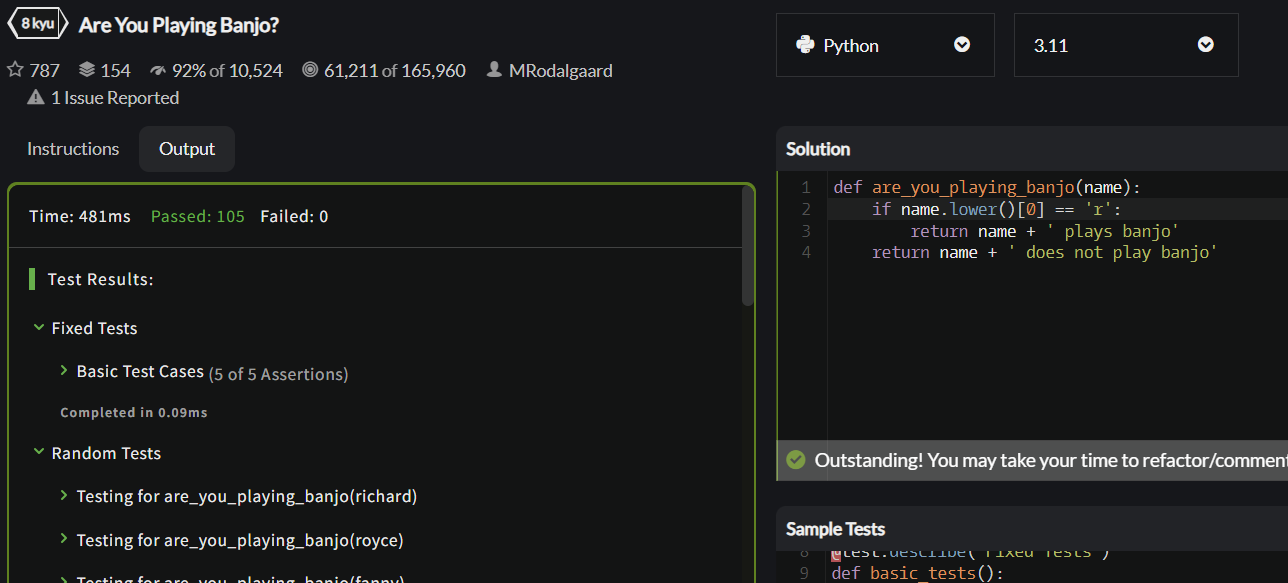 8 kyu Are You Playing Banjo?
787 154 92% of 10,524 61,211 of 165,960 MRodalgaard
1 Issue Reported
Python 3.11
Instructions Output
Time: 481ms Passed: 105 Failed: 0
Test Results:
Fixed Tests
Basic Test Cases (5 of 5 Assertions)
Completed in 0.09ms
Random Tests
Testing for are_you_playing_banjo(richard)
Testing for are_you_playing_banjo(royce)
Testing for are_you_playing_banjo(fanny)
Solution
1 def are_you_playing_banjo(name):
2 if name.lower()[0] == 'r':
3 return name + ' plays banjo'
4 return name + ' does not play banjo'
Outstanding! You may take your time to refactor/comment
Sample Tests
8 @test.describe("Fixed Tests")
9 def basic_tests():